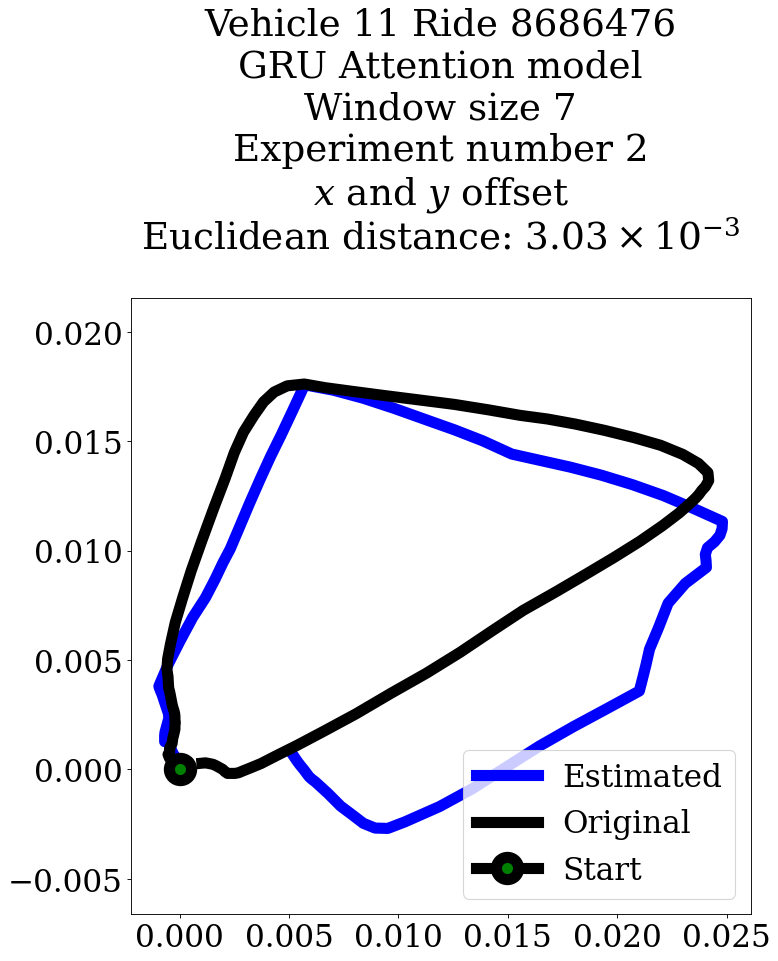 Vehicle 11 Ride 8686476
GRU Attention model
Window size 7
Experiment number 2
x and y offset
Euclidean distance: 3.03 × 10⁻³
0.020
0.015
0.010
0.005
0.000
−0.005
Estimated
Original
Start
0.000 0.005 0.010 0.015 0.020 0.025